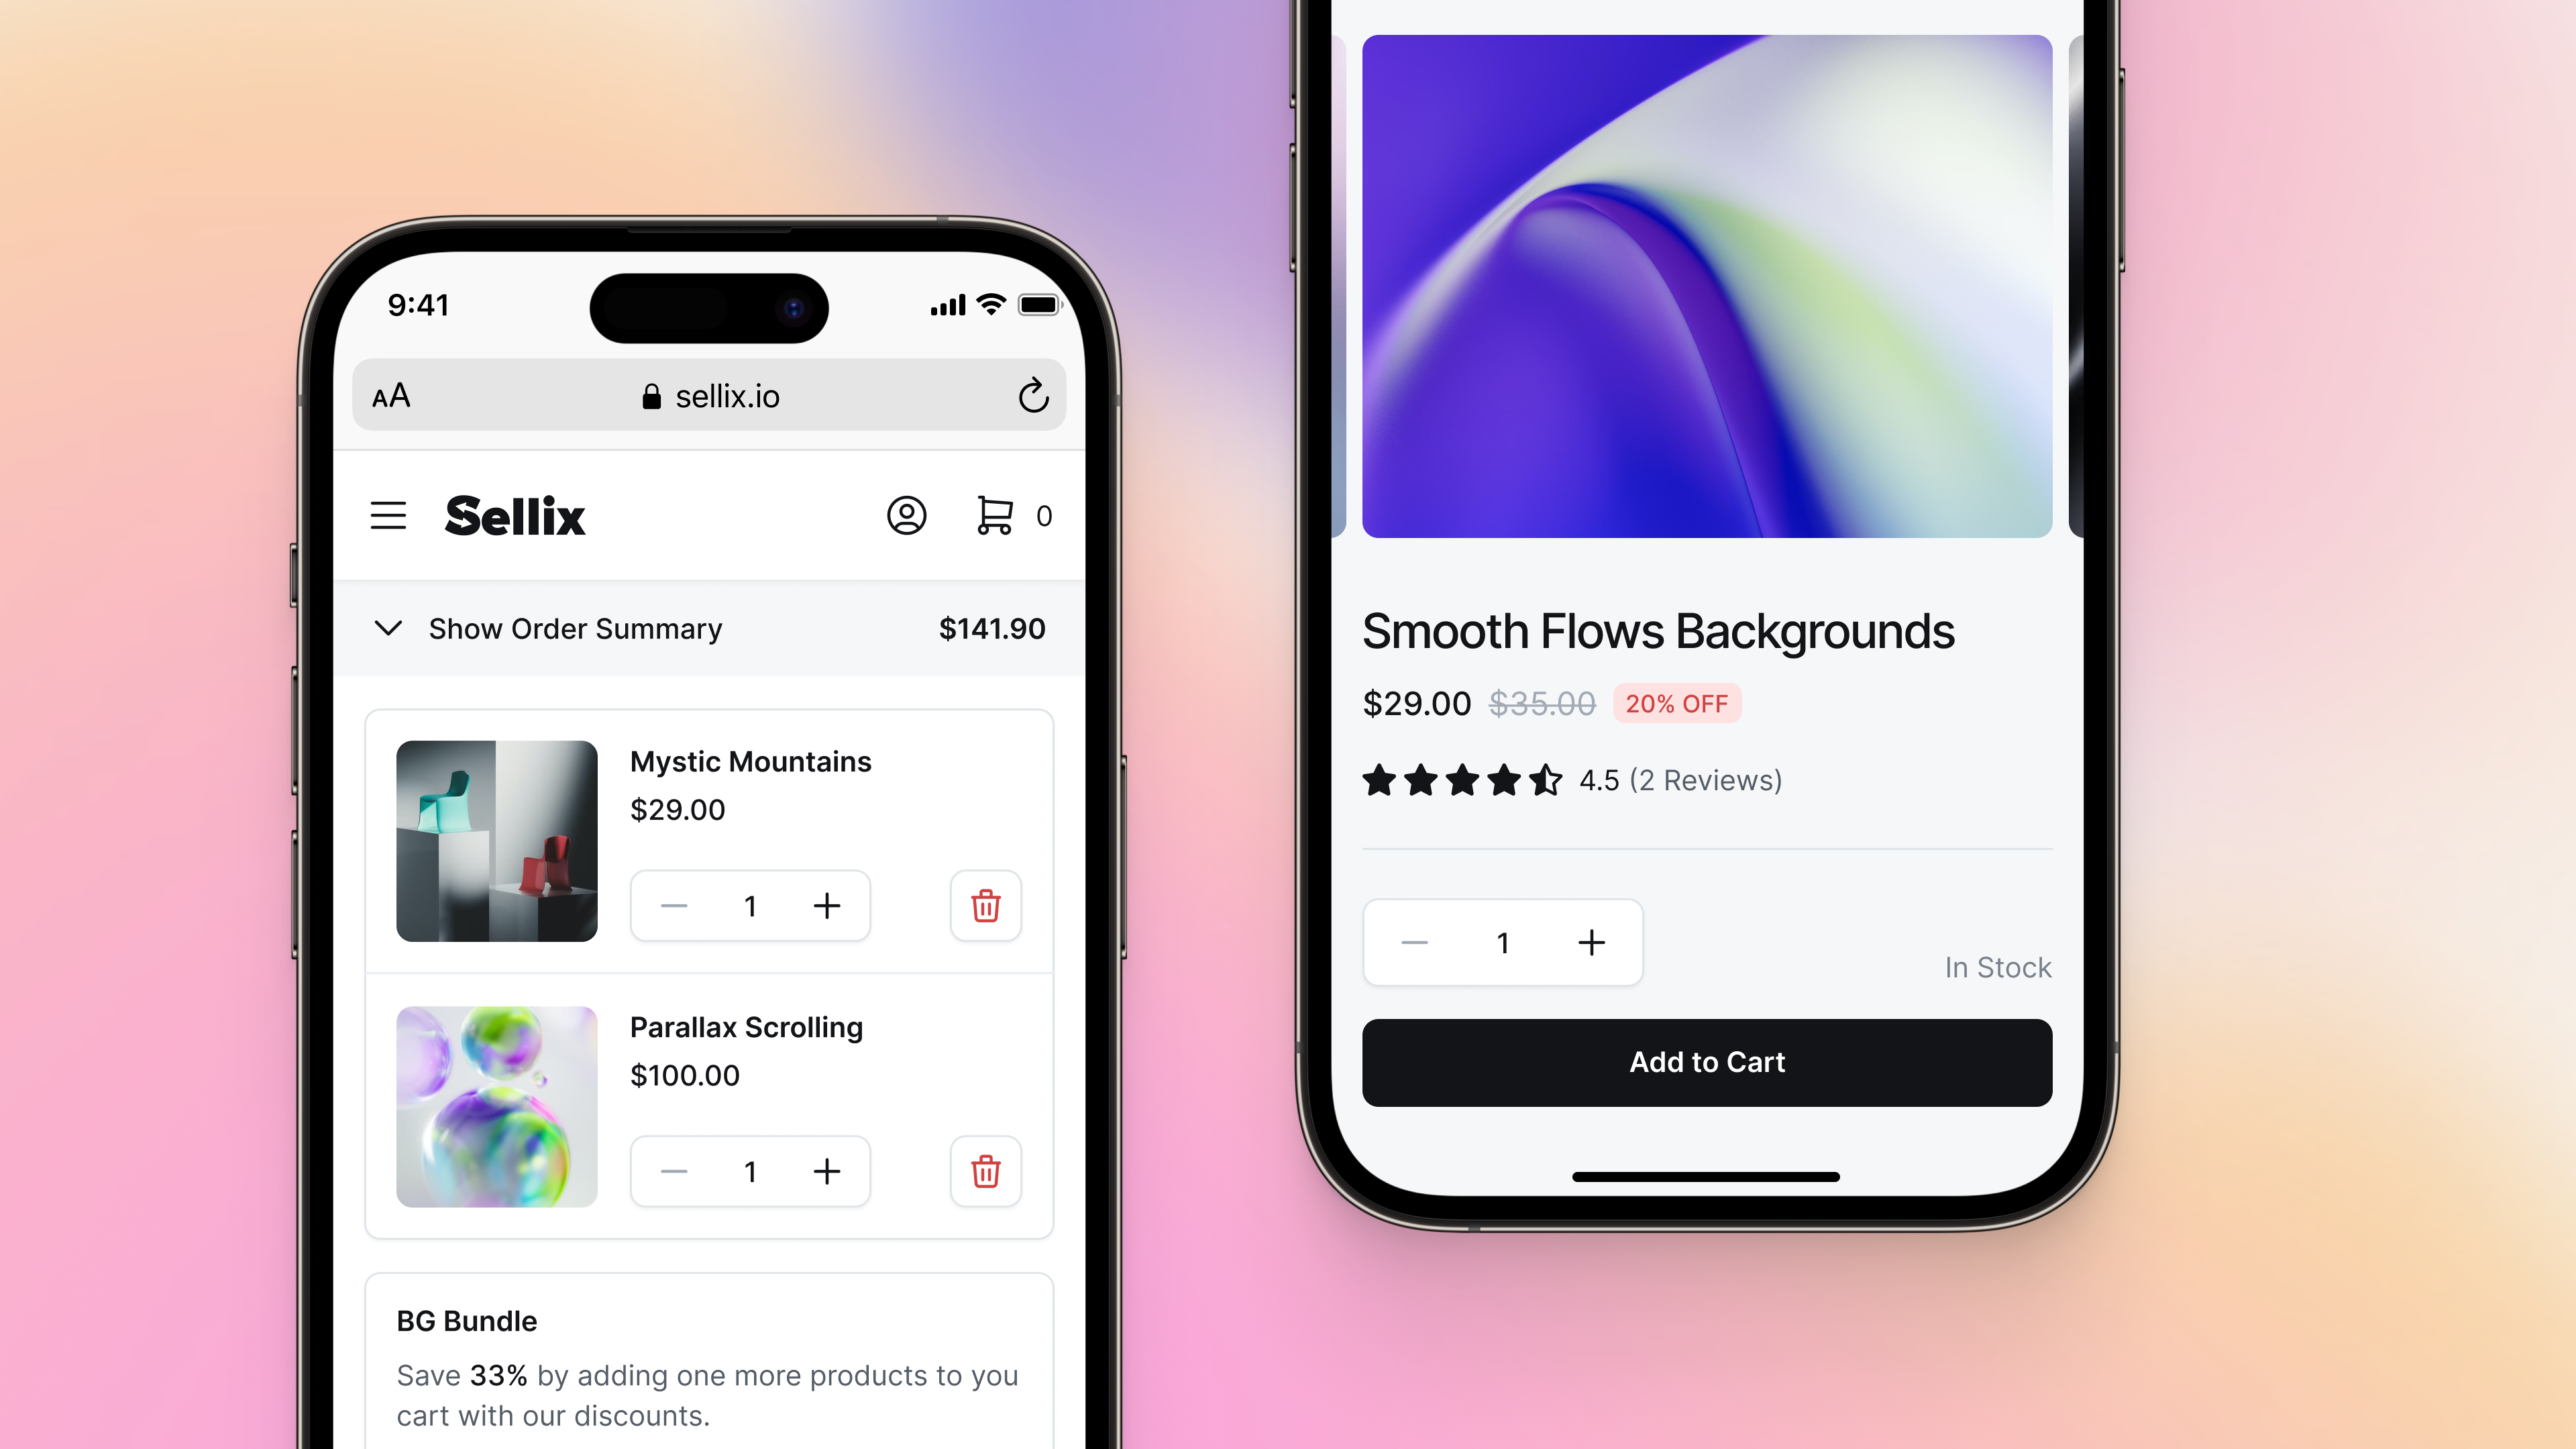 9:41
AA
sellix.io
Sellix
0
Show Order Summary
$141.90
Mystic Mountains
$29.00
1
Parallax Scrolling
$100.00
1
BG Bundle
Save 33% by adding one more products to you
cart with our discounts.
Smooth Flows Backgrounds
$29.00 $35.00 20% OFF
4.5 (2 Reviews)
1
In Stock
Add to Cart